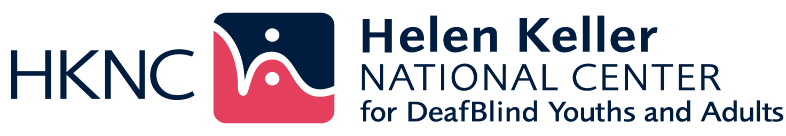 HKNC
Helen Keller
NATIONAL CENTER
for DeafBlind Youths and Adults